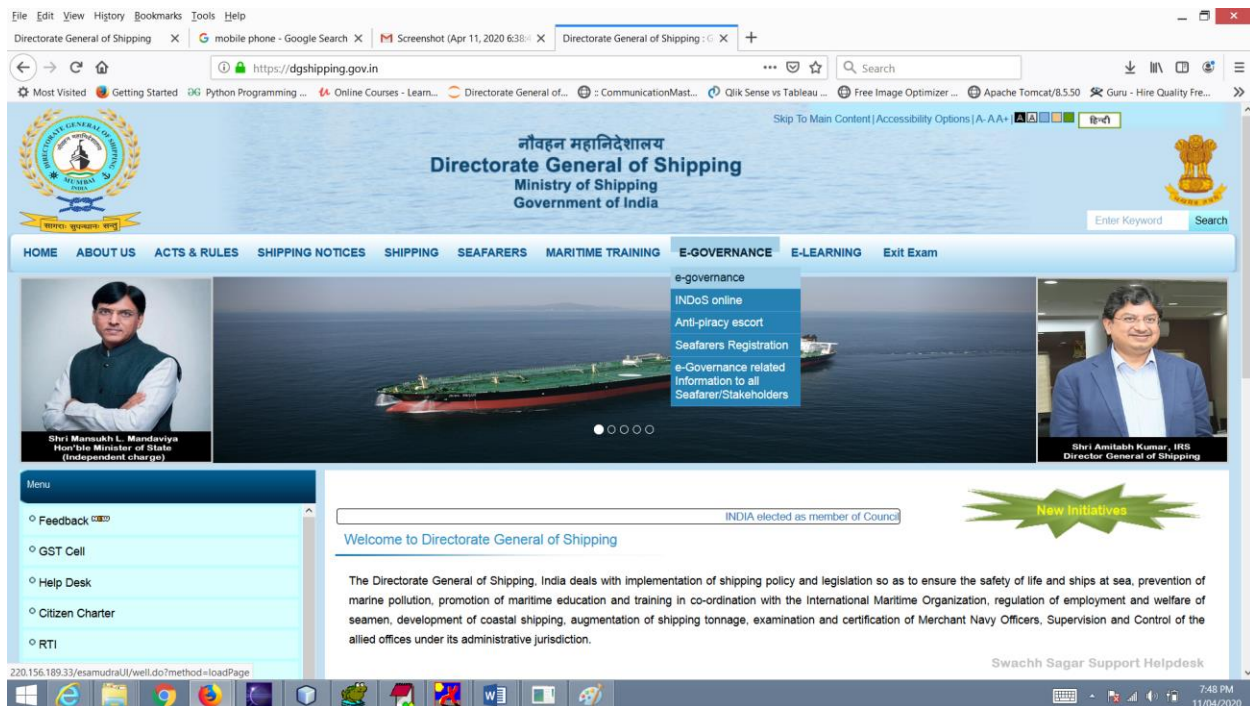 File Edit View History Bookmarks Tools Help
Directorate General of Shipping G mobile phone - Google Search Screenshot (Apr 11, 2020 6:38: Directorate General of Shipping : G
https://dgshipping.gov.in Search
Most Visited Getting Started Python Programming ... Online Courses - Learn... Directorate General of... :: CommunicationMast... Qlik Sense vs Tableau ... Free Image Optimizer ... Apache Tomcat/8.5.50 Guru - Hire Quality Fre...
Skip To Main Content | Accessibility Options | A- A A+ | A A हिन्दी
DIRECTORATE GENERAL OF SHIPPING
MUMBAI
INDIA
नौवहन महानिदेशालय
Directorate General of Shipping
Ministry of Shipping
Government of India
Enter Keyword Search
HOME ABOUT US ACTS & RULES SHIPPING NOTICES SHIPPING SEAFARERS MARITIME TRAINING E-GOVERNANCE E-LEARNING Exit Exam
e-governance
INDoS online
Anti-piracy escort
Seafarers Registration
e-Governance related
Information to all
Seafarer/Stakeholders
Shri Mansukh L. Mandaviya
Hon'ble Minister of State
(Independent charge)
Shri Amitabh Kumar, IRS
Director General of Shipping
Menu
Feedback
GST Cell
Help Desk
Citizen Charter
RTI
New Initiatives
INDIA elected as member of Council
Welcome to Directorate General of Shipping
The Directorate General of Shipping, India deals with implementation of shipping policy and legislation so as to ensure the safety of life and ships at sea, prevention of
marine pollution, promotion of maritime education and training in co-ordination with the International Maritime Organization, regulation of employment and welfare of
seamen, development of coastal shipping, augmentation of shipping tonnage, examination and certification of Merchant Navy Officers, Supervision and Control of the
allied offices under its administrative jurisdiction.
Swachh Sagar Support Helpdesk
220.156.189.33/esamudraUI/well.do?method=loadPage
7:48 PM
11/04/2020